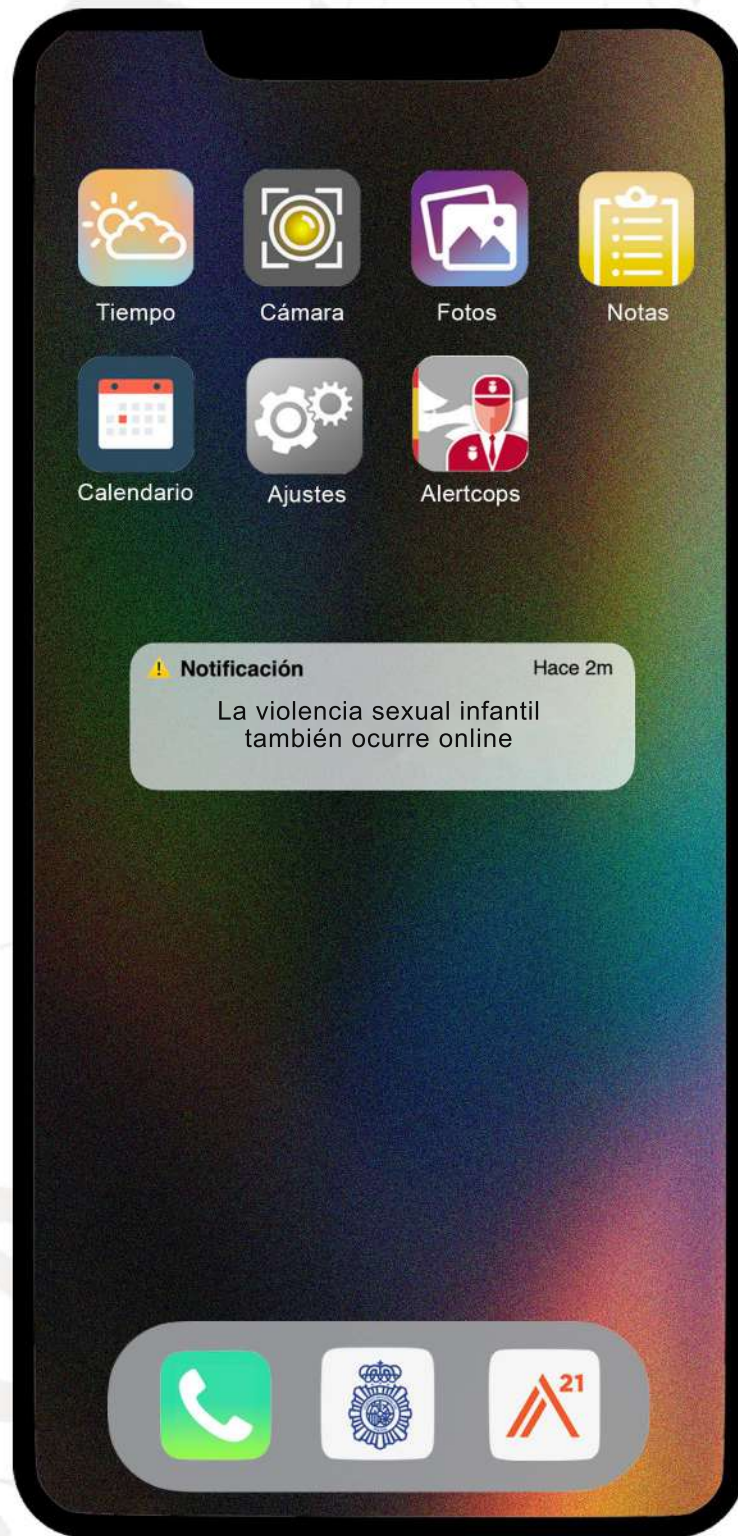 Tiempo
Cámara
Fotos
Notas
Calendario
Ajustes
Alertcops
Notificación
Hace 2m
La violencia sexual infantil
también ocurre online
21